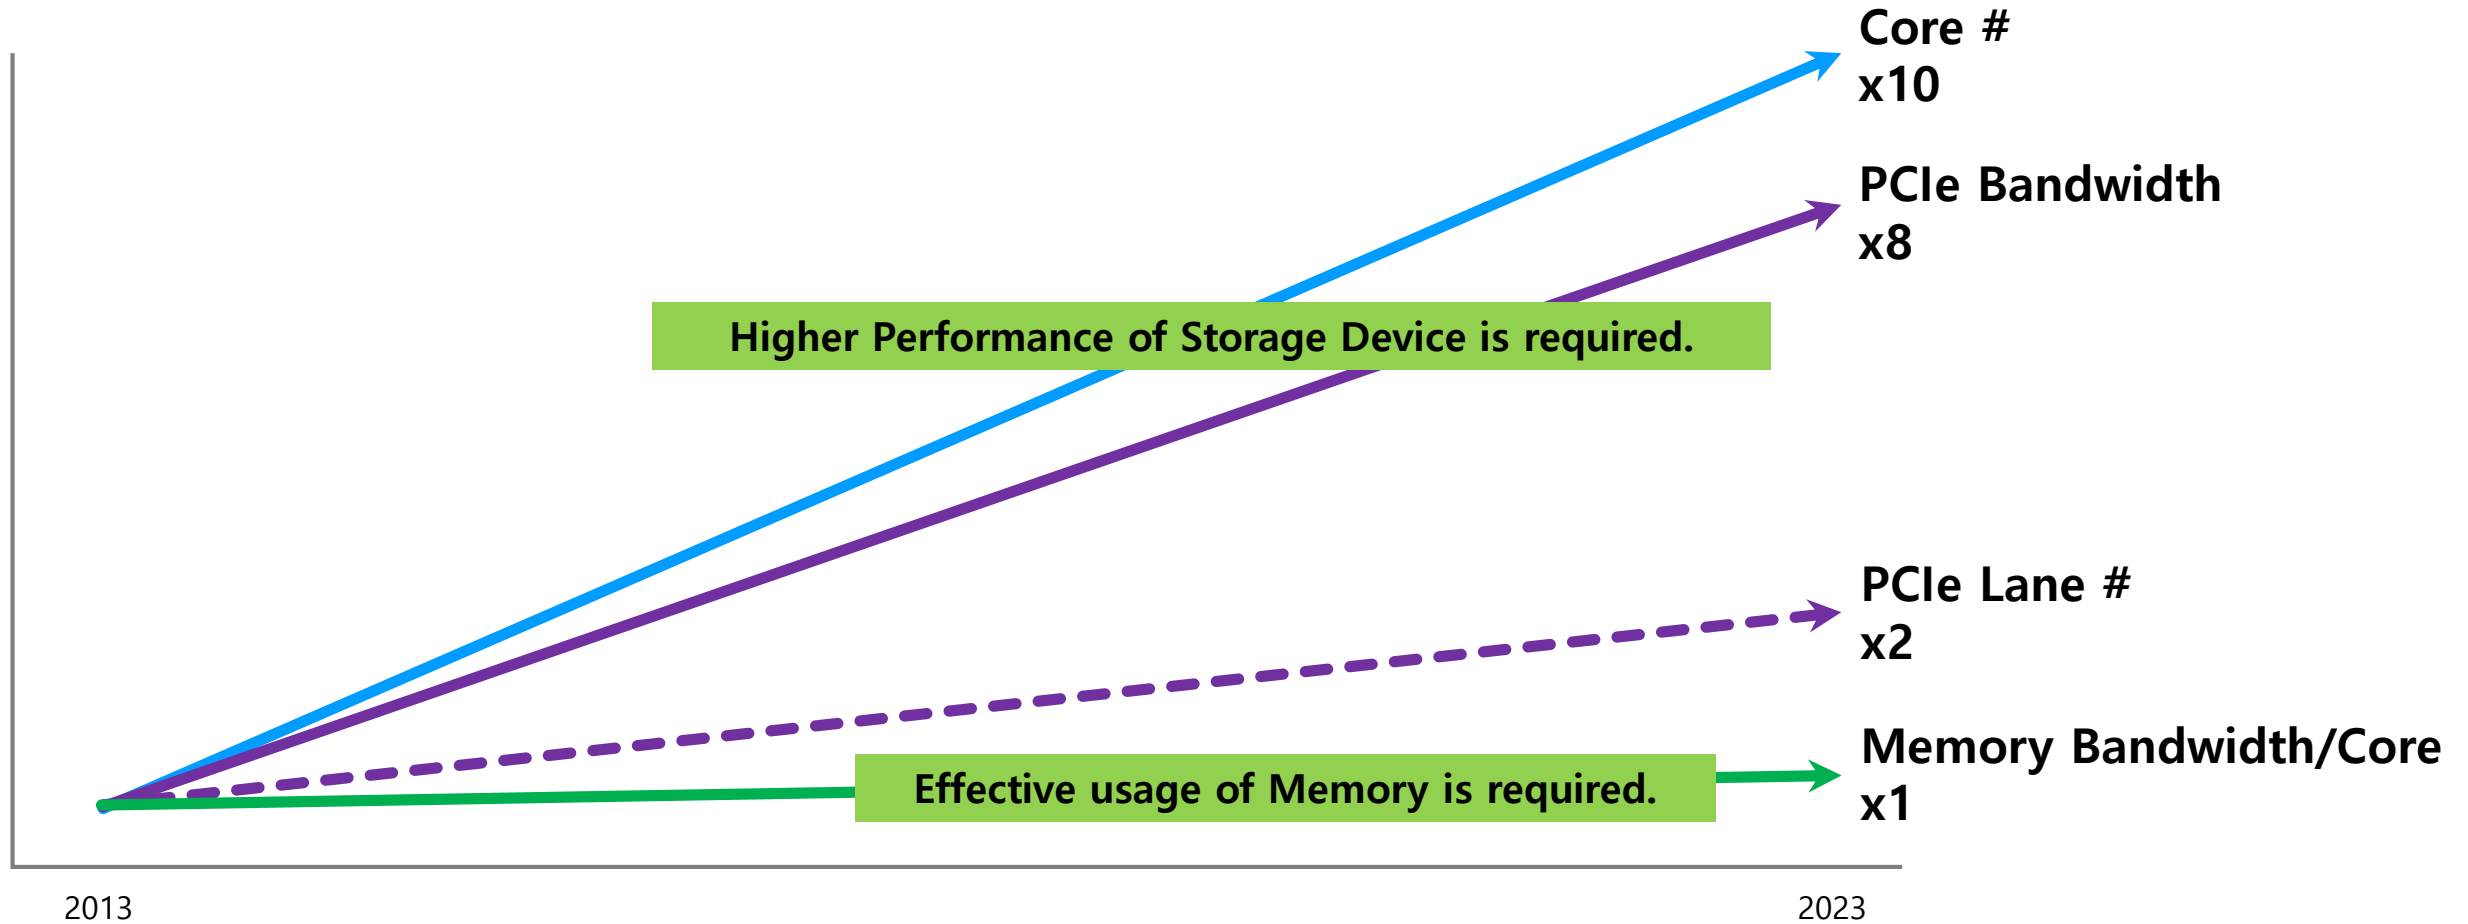 Core #
x10
PCIe Bandwidth
x8
Higher Performance of Storage Device is required.
PCIe Lane #
x2
Memory Bandwidth/Core
x1
Effective usage of Memory is required.
2013
2023